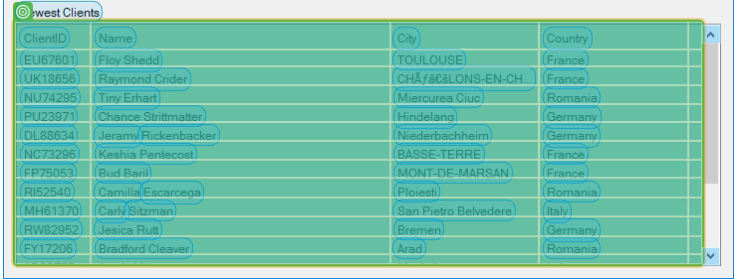 ewest Clients
ClientID Name City Country
EU67601 Floy Shedd TOULOUSE France
UK18656 Raymond Crider CHÃƒâ€šLONS-EN-CH... France
NU74295 Tiny Erhart Miercurea Ciuc Romania
PU23971 Chance Strittmatter Hindelang Germany
DL88634 Jeramy Rickenbacker Niederbachheim Germany
NC73296 Keshia Pentecost BASSE-TERRE France
FP75053 Bud Baril MONT-DE-MARSAN France
RI52540 Camilla Escarcega Ploiesti Romania
MH61370 Carly Sitzman San Pietro Belvedere Italy
RW82952 Jesica Rutt Bremen Germany
FY17206 Bradford Cleaver Arad Romania